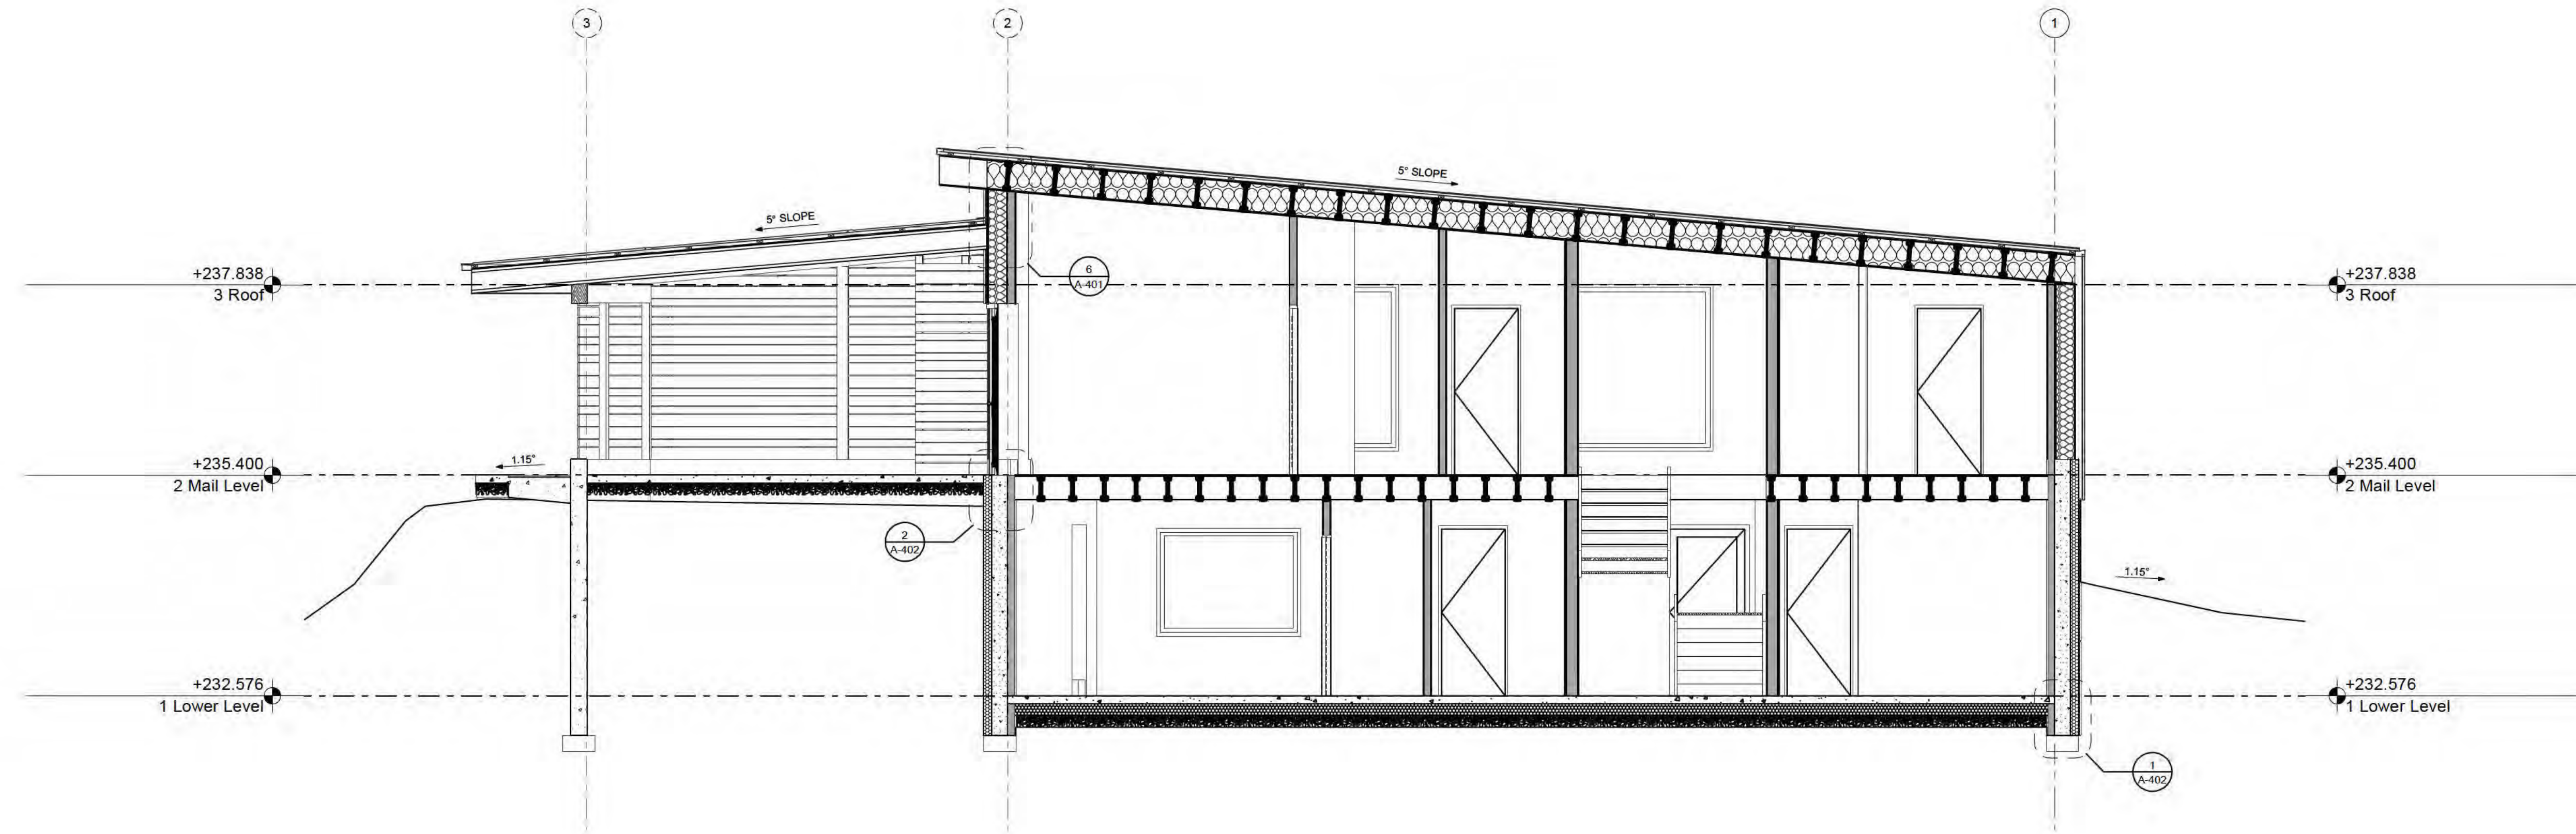 3
2
1
5° SLOPE
5° SLOPE
+237.838
3 Roof
6
A-401
+237.838
3 Roof
1.15°
+235.400
2 Mail Level
+235.400
2 Mail Level
2
A-402
1.15°
+232.576
1 Lower Level
+232.576
1 Lower Level
1
A-402